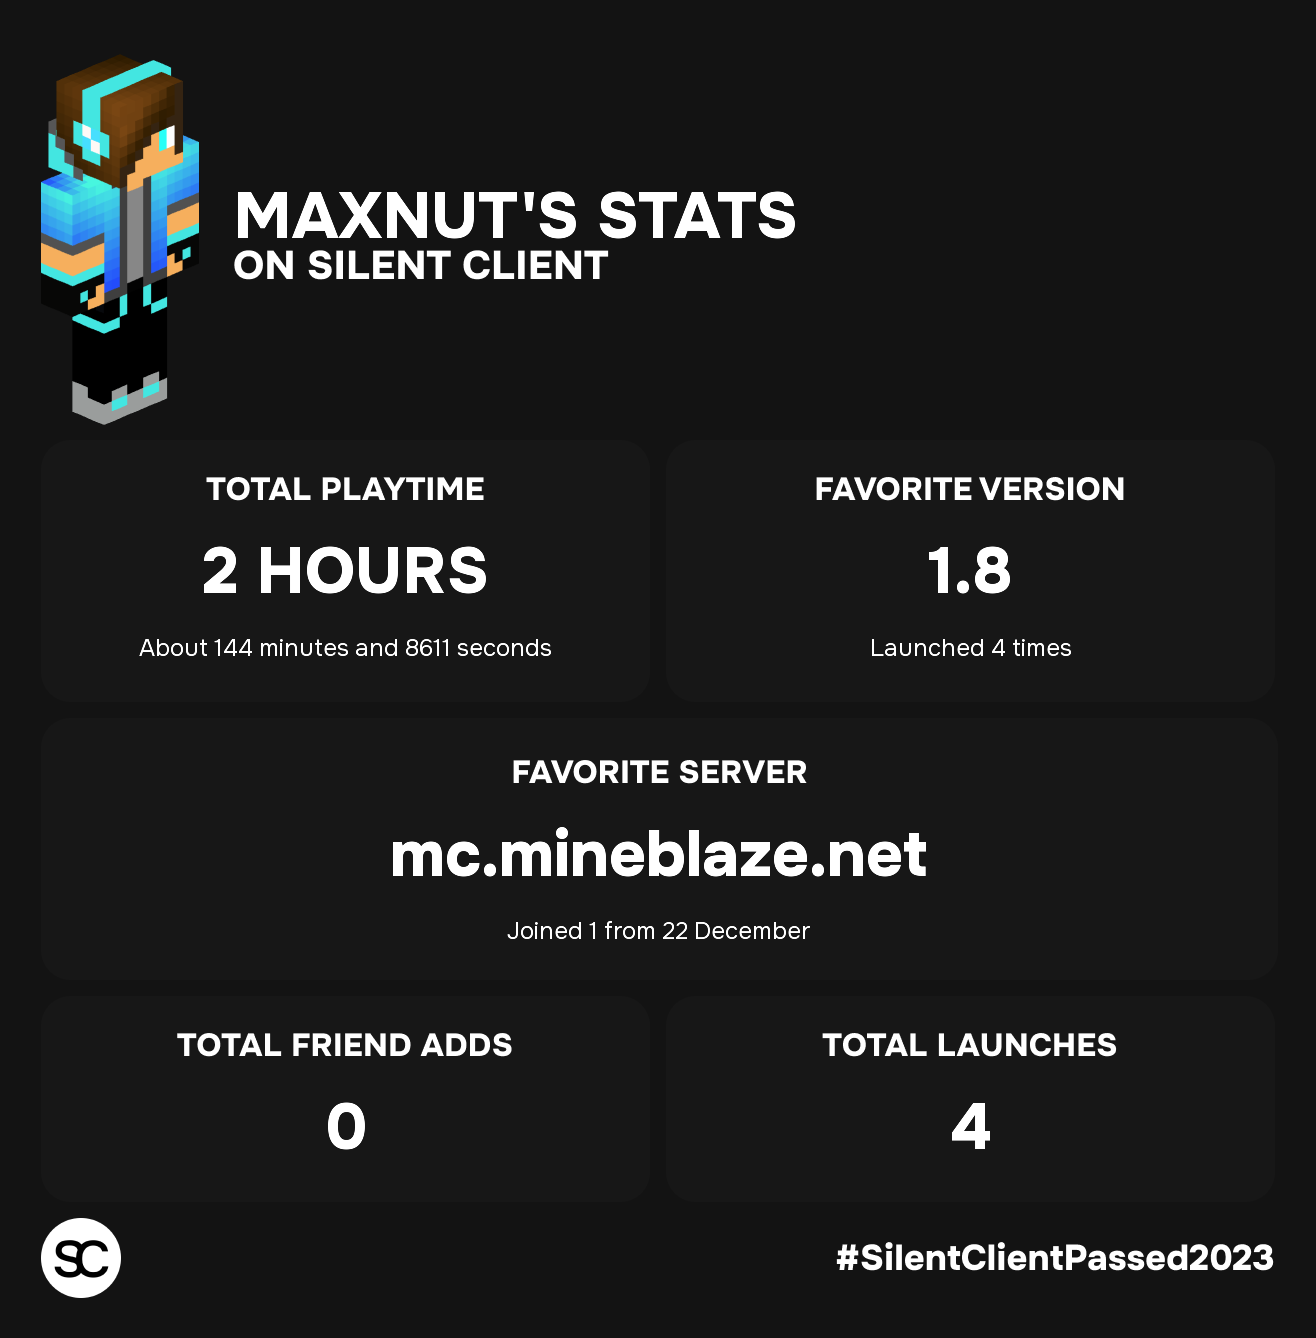 MAXNUT'S STATS
ON SILENT CLIENT
TOTAL PLAYTIME
2 HOURS
About 144 minutes and 8611 seconds
FAVORITE VERSION
1.8
Launched 4 times
FAVORITE SERVER
mc.mineblaze.net
Joined 1 from 22 December
TOTAL FRIEND ADDS
0
TOTAL LAUNCHES
4
SC
#SilentClientPassed2023